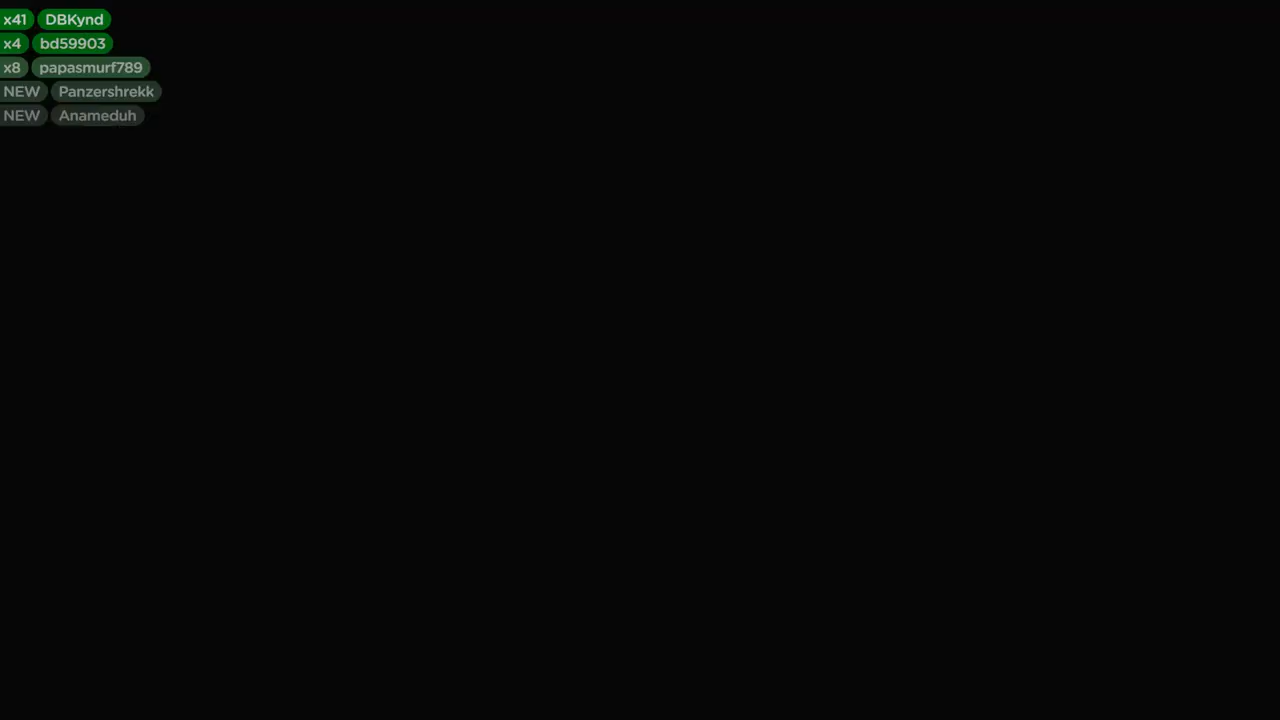 x41 DBKynd
x4 bd59903
x8 papasmurf789
NEW Panzershrekk
NEW Anameduh